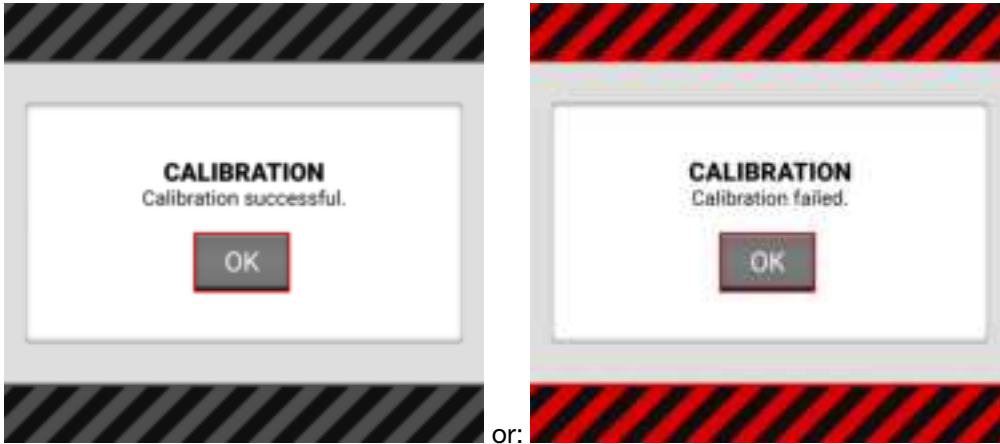 CALIBRATION
Calibration successful.
OK
or:
CALIBRATION
Calibration failed.
OK